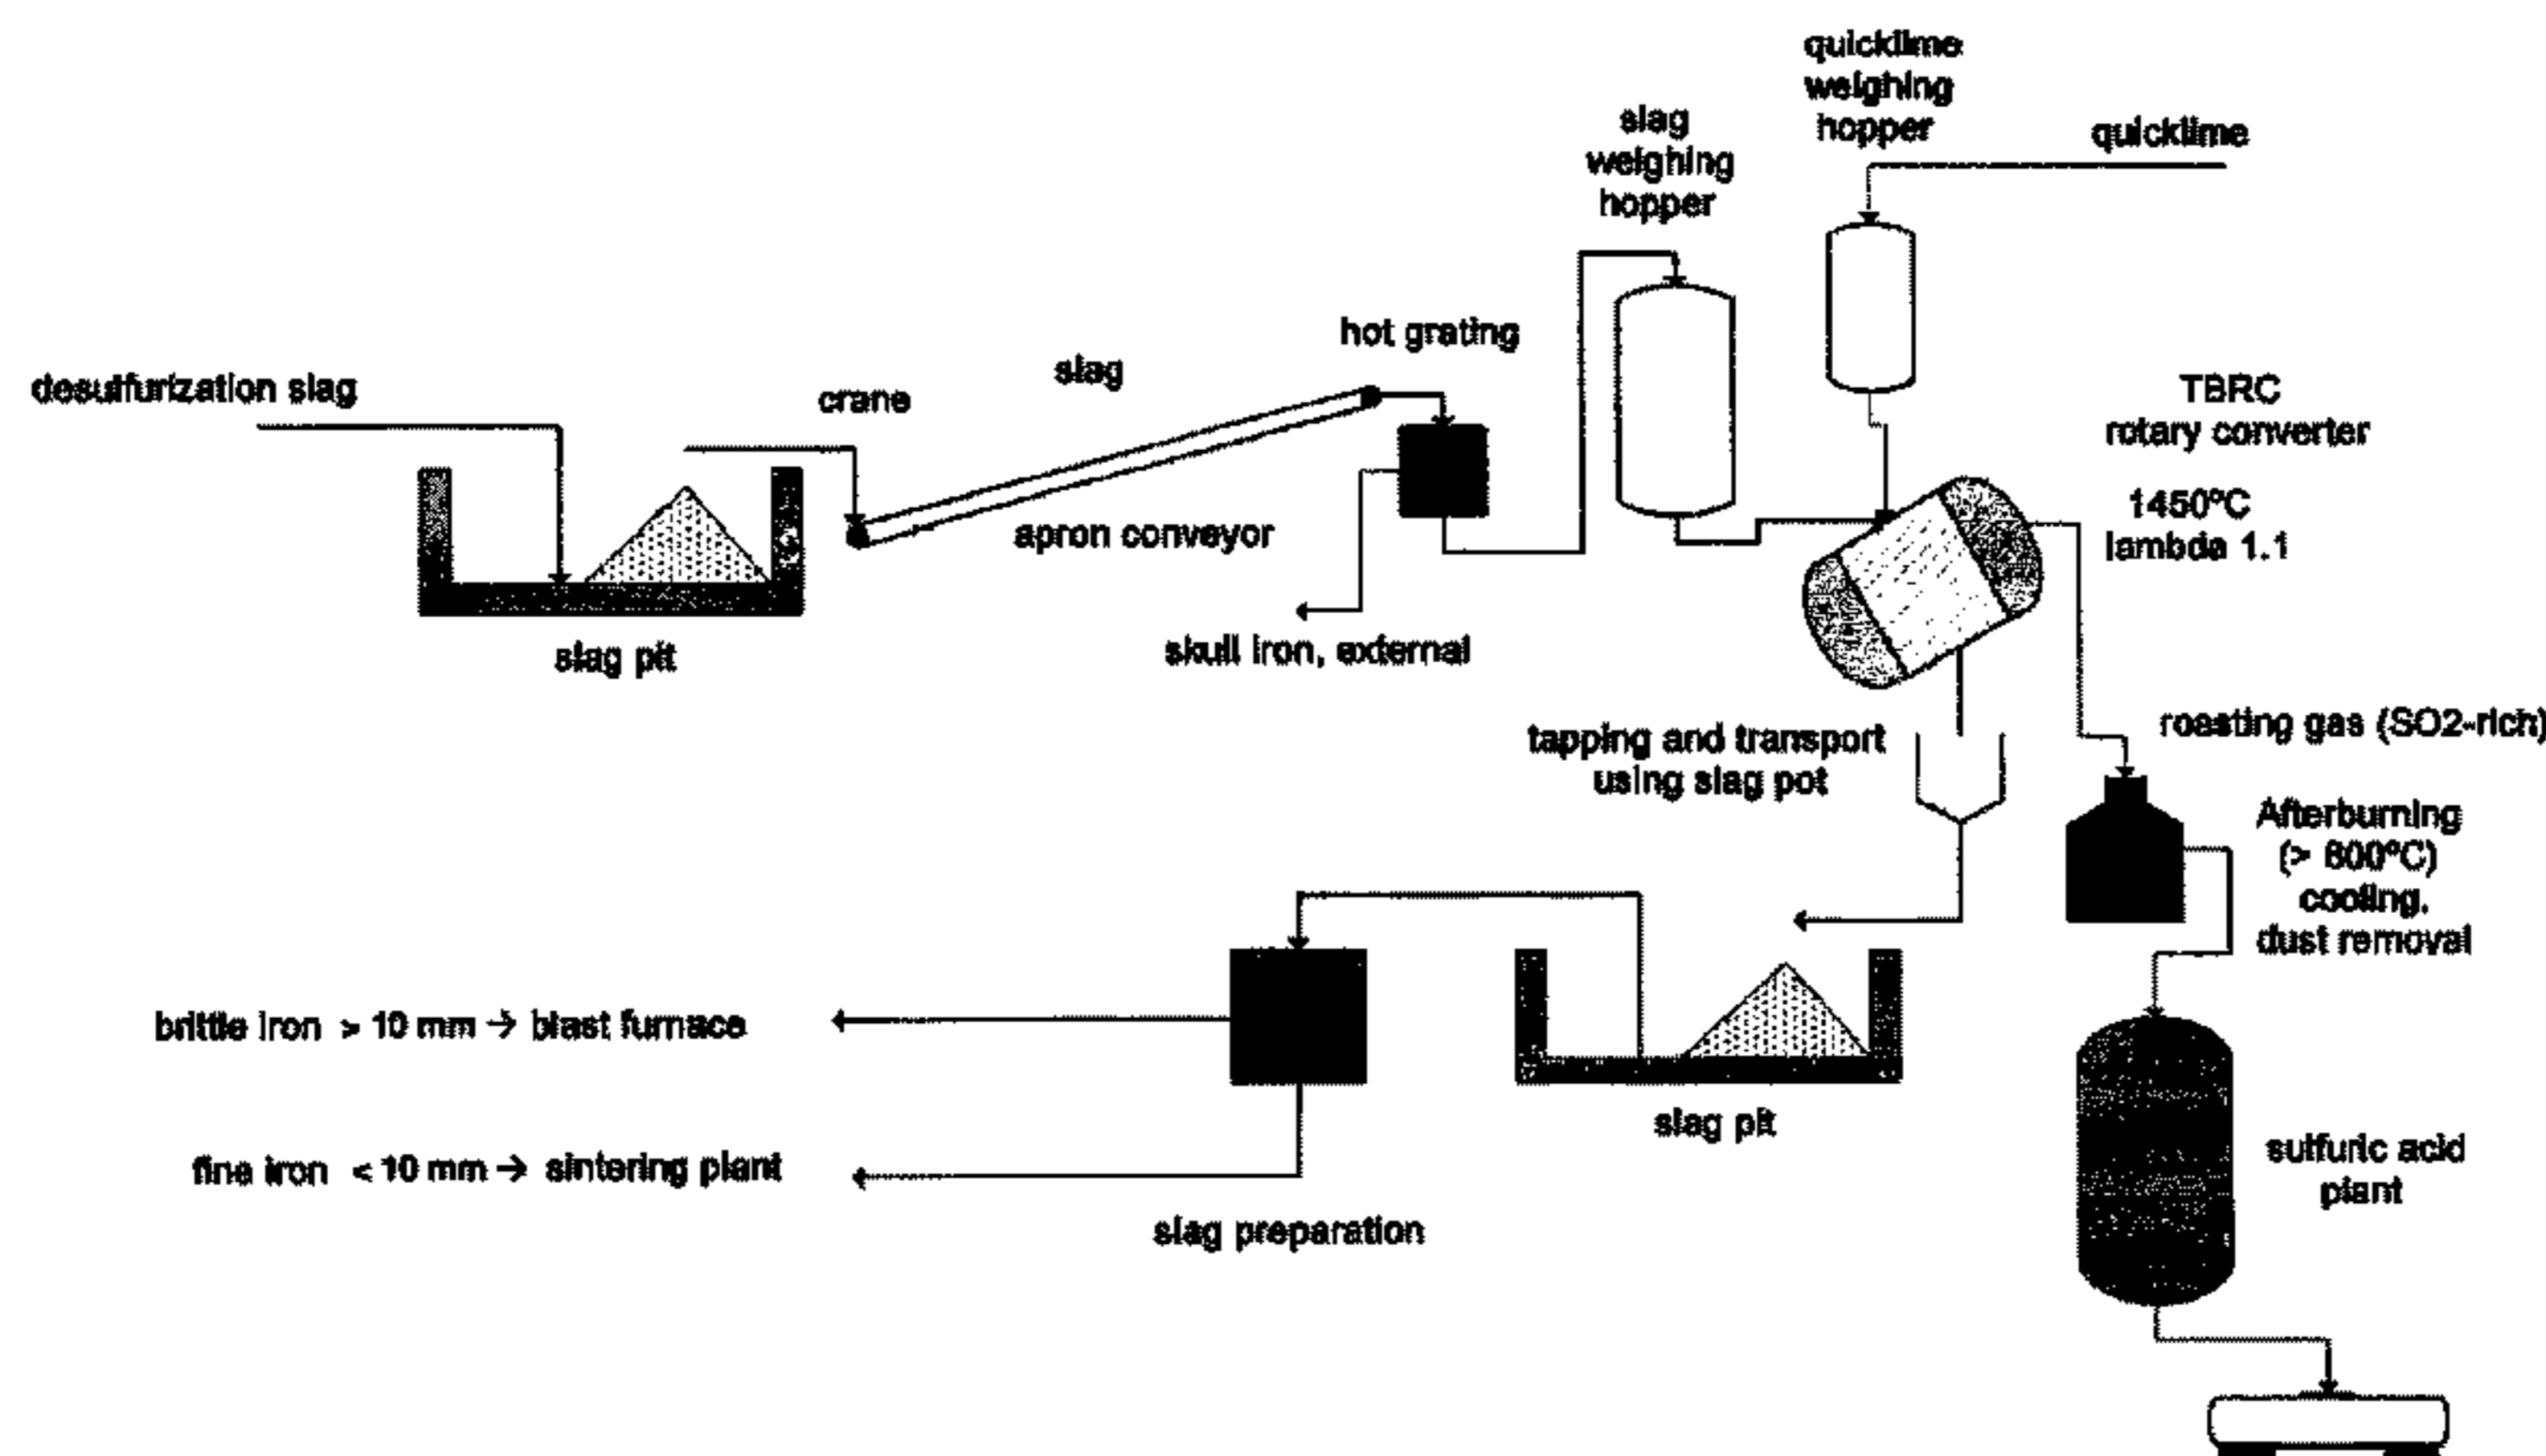 quicklime
weighing
hopper
quicklime
slag
weighing
hopper
hot grating
slag
crane
desulfurization slag
TBRC
rotary converter
1450ºC
lambda 1.1
apron conveyor
skull iron, external
slag pit
tapping and transport
using slag pot
roasting gas (SO2-rich)
Afterburning
(> 800ºC)
cooling,
dust removal
brittle iron > 10 mm → blast furnace
slag pit
fine iron < 10 mm → sintering plant
sulfuric acid
plant
slag preparation